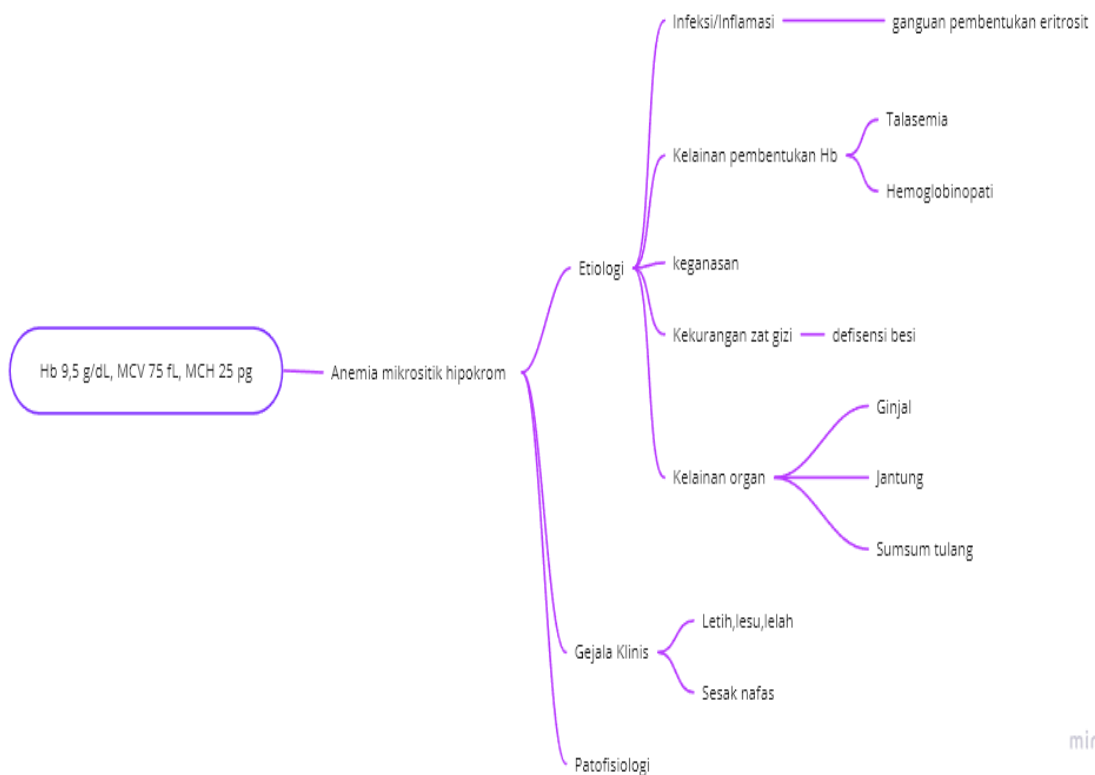 Hb 9,5 g/dL, MCV 75 fL, MCH 25 pg
Anemia mikrositik hipokrom
Etiologi
Infeksi/Inflamasi
ganguan pembentukan eritrosit
Kelainan pembentukan Hb
Talasemia
Hemoglobinopati
keganasan
Kekurangan zat gizi
defisensi besi
Kelainan organ
Ginjal
Jantung
Sumsum tulang
Gejala Klinis
Letih,lesu,lelah
Sesak nafas
Patofisiologi